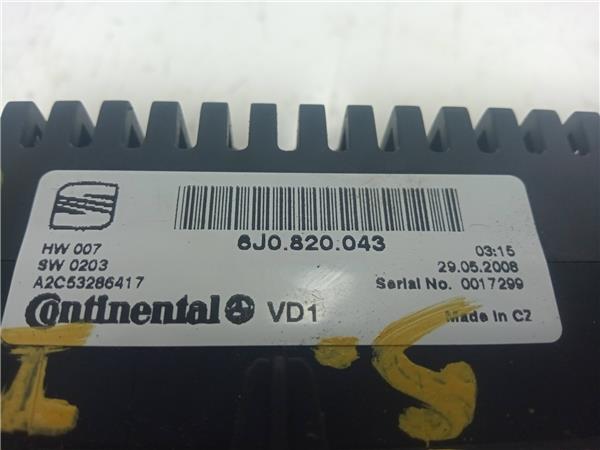 6J0.820.043
HW 007
SW 0203
A2C53286417
03:15
29.05.2008
Serial No. 0017299
Continental VD1
Made in CZ